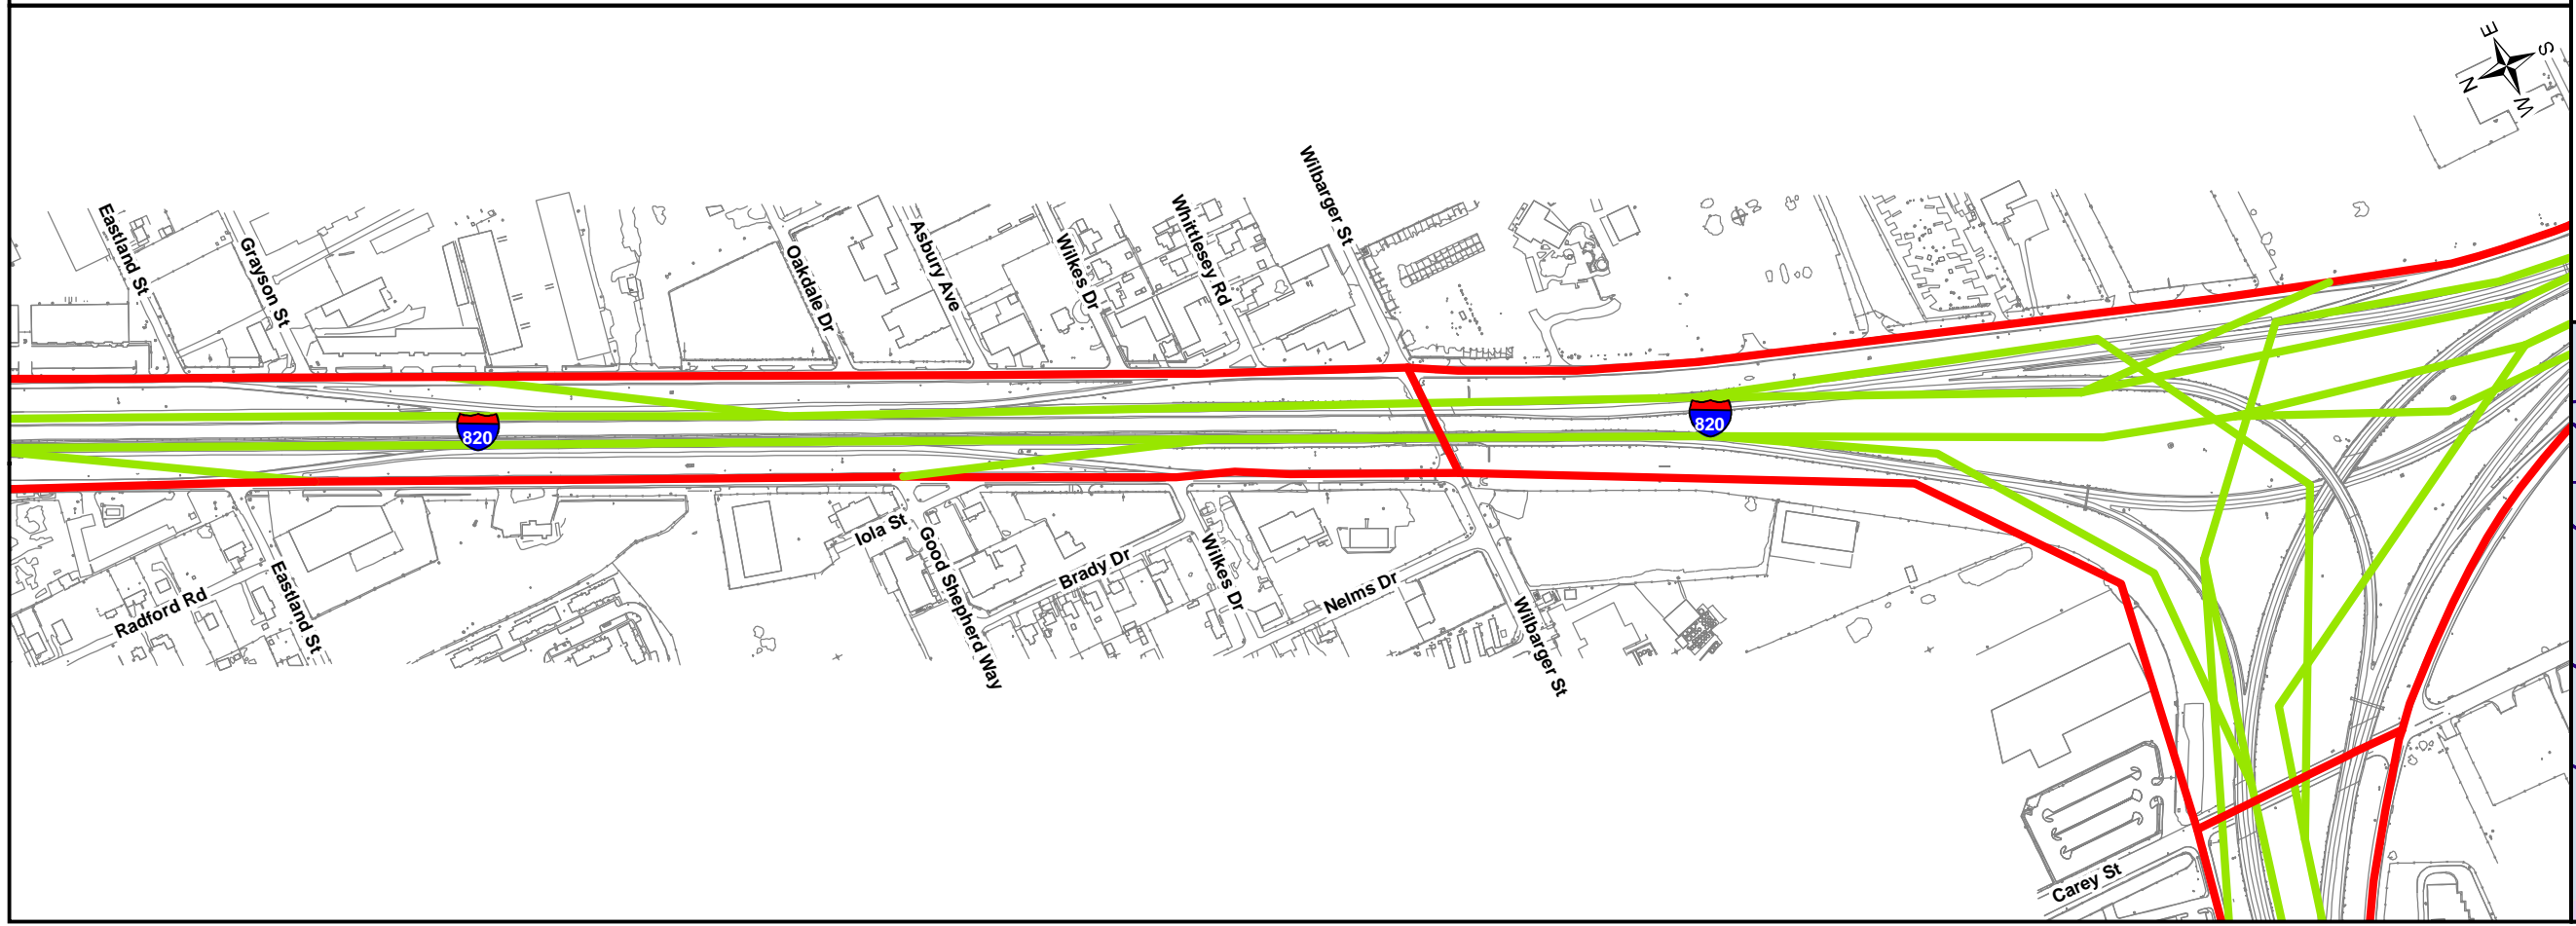 E
S
N
W
Wilbarger St
Whittlesey Rd
Eastland St
Grayson St
Oakdale Dr
Asbury Ave
Wilkes Dr
820
820
Iola St
Good Shepherd Way
Brady Dr
Wilkes Dr
Nelms Dr
Radford Rd
Eastland St
Wilbarger St
Carey St